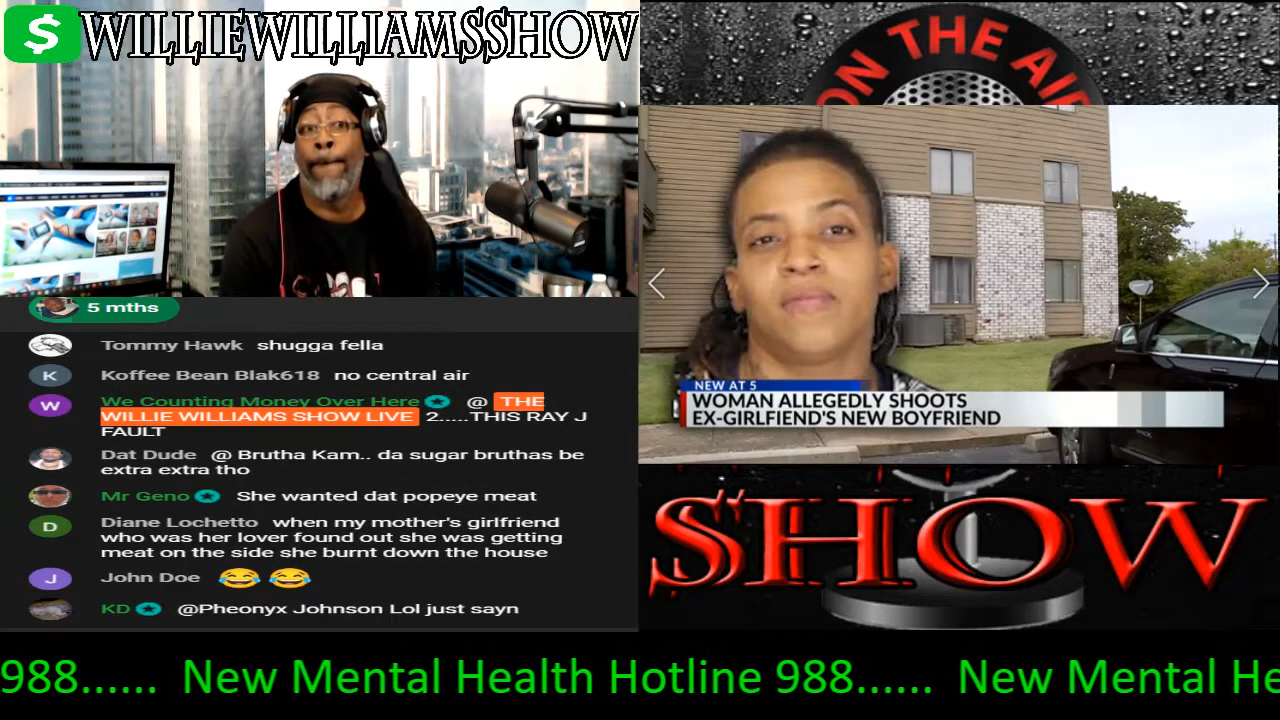 $WILLIEWILLIAMSSHOW
5 mths
Tommy Hawk shugga fella
K Koffee Bean Blak618 no central air
W We Counting Money Over Here @ THE
WILLIE WILLIAMS SHOW LIVE 2.....THIS RAY J
FAULT
Dat Dude @ Brutha Kam.. da sugar bruthas be
extra extra tho
Mr Geno She wanted dat popeye meat
D Diane Lochetto when my mother's girlfriend
who was her lover found out she was getting
meat on the side she burnt down the house
J John Doe 😂 😂
KD @Pheonyx Johnson Lol just sayn
ON THE AI
NEW AT 5
WOMAN ALLEGEDLY SHOOTS
EX-GIRLFIEND'S NEW BOYFRIEND
SHOW
988...... New Mental Health Hotline 988...... New Mental He